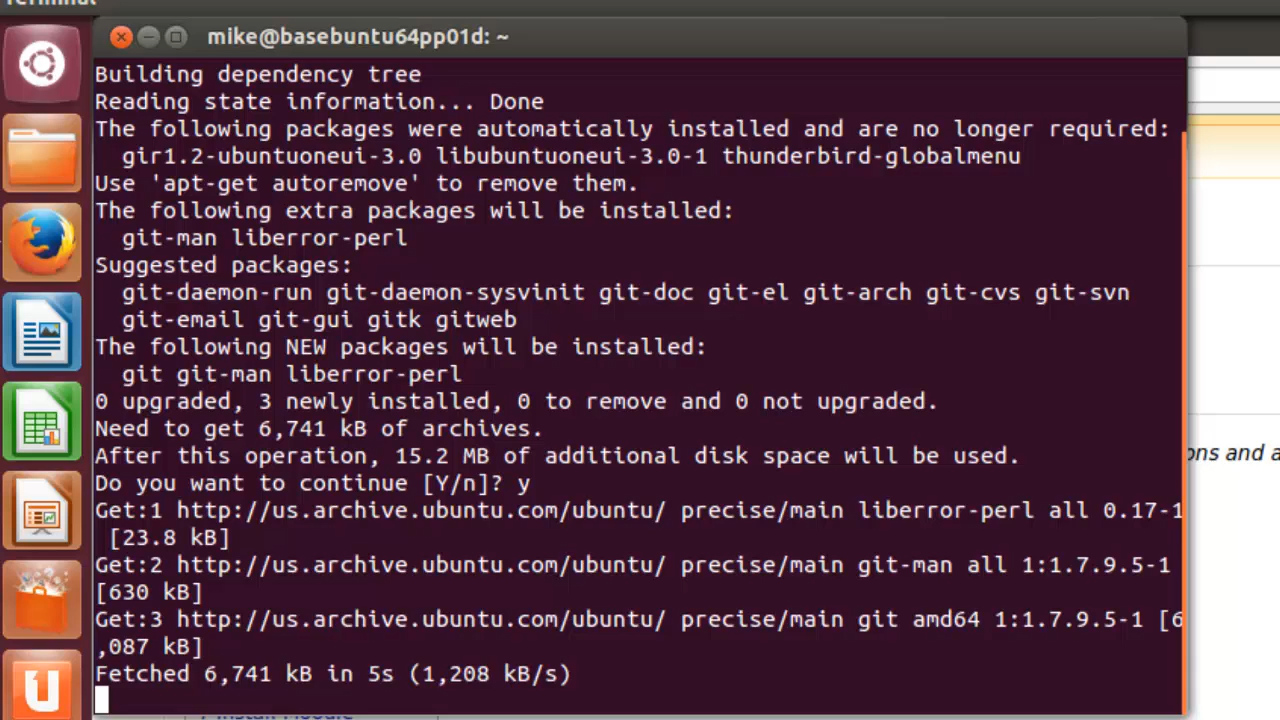 Terminal
mike@basebuntu64pp01d: ~
Building dependency tree
Reading state information... Done
The following packages were automatically installed and are no longer required:
  gir1.2-ubuntuoneui-3.0 libubuntuoneui-3.0-1 thunderbird-globalmenu
Use 'apt-get autoremove' to remove them.
The following extra packages will be installed:
  git-man liberror-perl
Suggested packages:
  git-daemon-run git-daemon-sysvinit git-doc git-el git-arch git-cvs git-svn
  git-email git-gui gitk gitweb
The following NEW packages will be installed:
  git git-man liberror-perl
0 upgraded, 3 newly installed, 0 to remove and 0 not upgraded.
Need to get 6,741 kB of archives.
After this operation, 15.2 MB of additional disk space will be used.
Do you want to continue [Y/n]? y
Get:1 http://us.archive.ubuntu.com/ubuntu/ precise/main liberror-perl all 0.17-1
 [23.8 kB]
Get:2 http://us.archive.ubuntu.com/ubuntu/ precise/main git-man all 1:1.7.9.5-1
[630 kB]
Get:3 http://us.archive.ubuntu.com/ubuntu/ precise/main git amd64 1:1.7.9.5-1 [6
,087 kB]
Fetched 6,741 kB in 5s (1,208 kB/s)
ons and a
Install Module